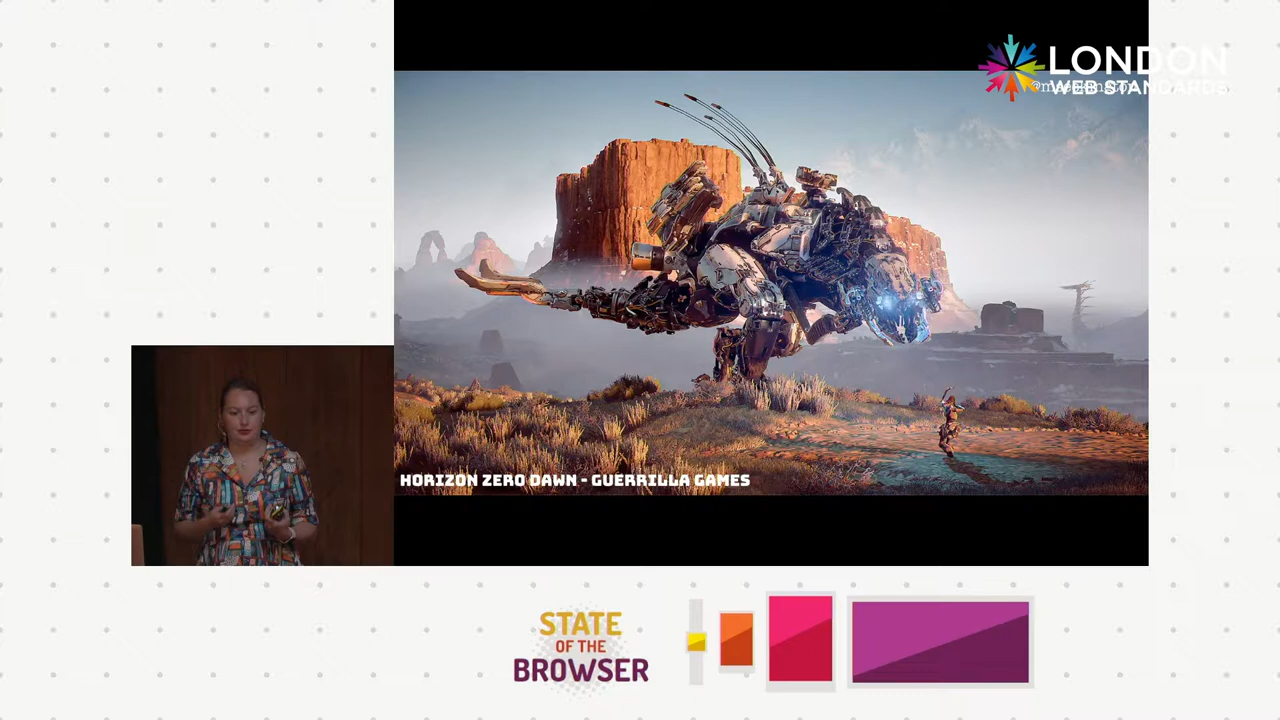 LONDON
WEB STANDARDS
HORIZON ZERO DAWN - GUERRILLA GAMES
STATE
OF THE
BROWSER